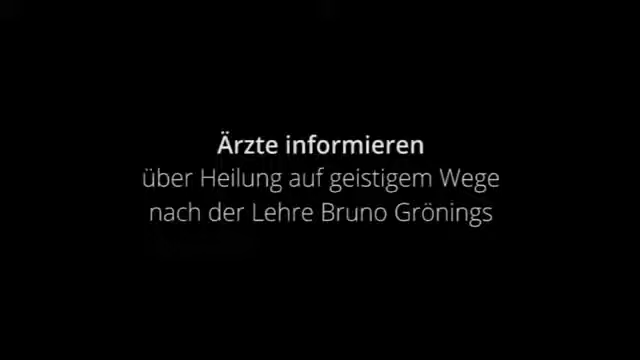 Ärzte informieren
über Heilung auf geistigem Wege
nach der Lehre Bruno Grönings